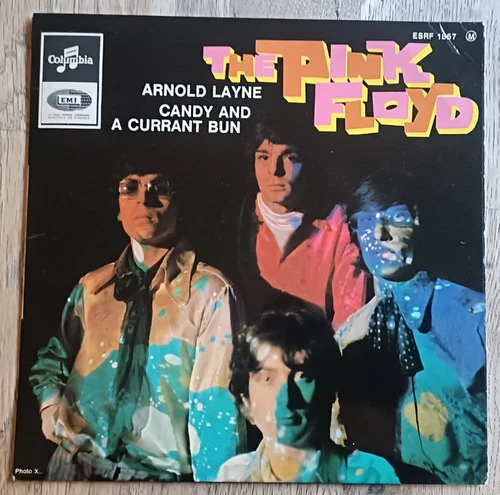 Columbia
EMI
ESRF 1857 M
THE PINK
FLOYD
ARNOLD LAYNE
CANDY AND
A CURRANT BUN
Photo X...